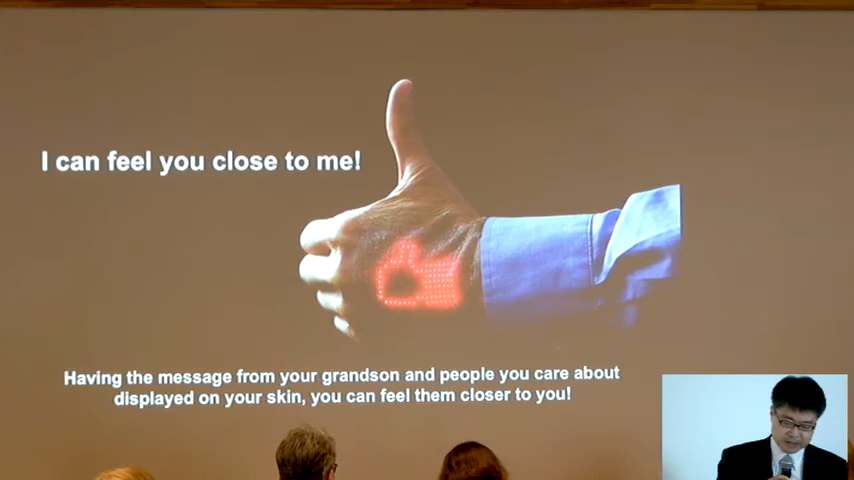 I can feel you close to me!
Having the message from your grandson and people you care about
displayed on your skin, you can feel them closer to you!